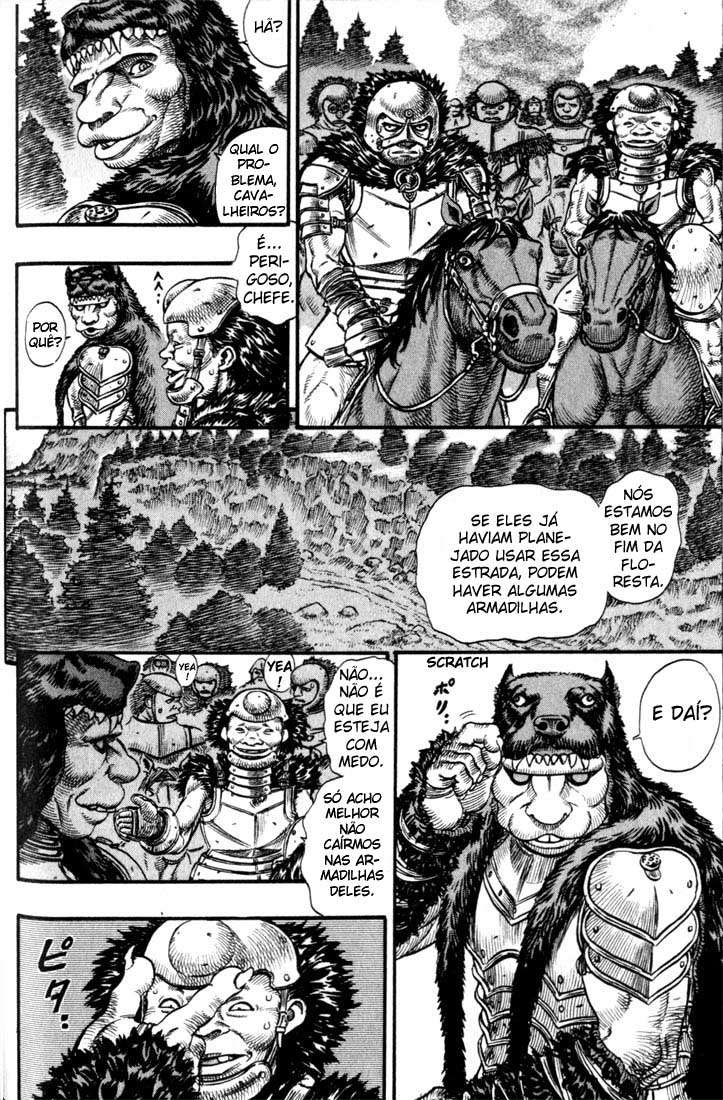 HÃ?
QUAL O
PRO-
BLEMA,
CAVA-
LHEIROS?
É...
PERI-
GOSO,
CHEFE.
POR
QUÊ?
NÓS
ESTAMOS
BEM NO
FIM DA
FLO-
RESTA.
SE ELES JÁ
HAVIAM PLANE-
JADO USAR ESSA
ESTRADA, PODEM
HAVER ALGUMAS
ARMADILHAS.
E DAÍ?
SCRATCH
ポリ..
YEA
!
YEA
!
NÃO...
NÃO É
QUE EU
ESTEJA
COM
MEDO.
SÓ ACHO
MELHOR
NÃO
CAÍRMOS
NAS AR-
MADILHAS
DELES.
ピタ..